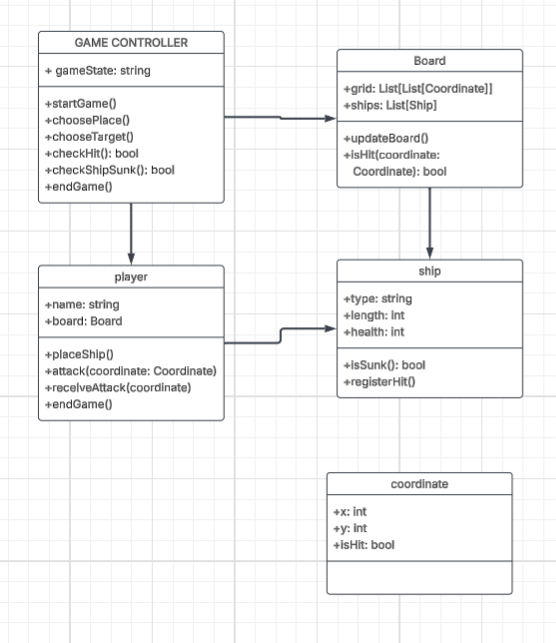 GAME CONTROLLER
+ gameState: string
+startGame()
+choosePlace()
+chooseTarget()
+checkHit(): bool
+checkShipSunk(): bool
+endGame()
Board
+grid: List[List[Coordinate]]
+ships: List[Ship]
+updateBoard()
+isHit(coordinate:
Coordinate): bool
player
+name: string
+board: Board
+placeShip()
+attack(coordinate: Coordinate)
+receiveAttack(coordinate)
+endGame()
ship
+type: string
+length: int
+health: int
+isSunk(): bool
+registerHit()
coordinate
+x: int
+y: int
+isHit: bool